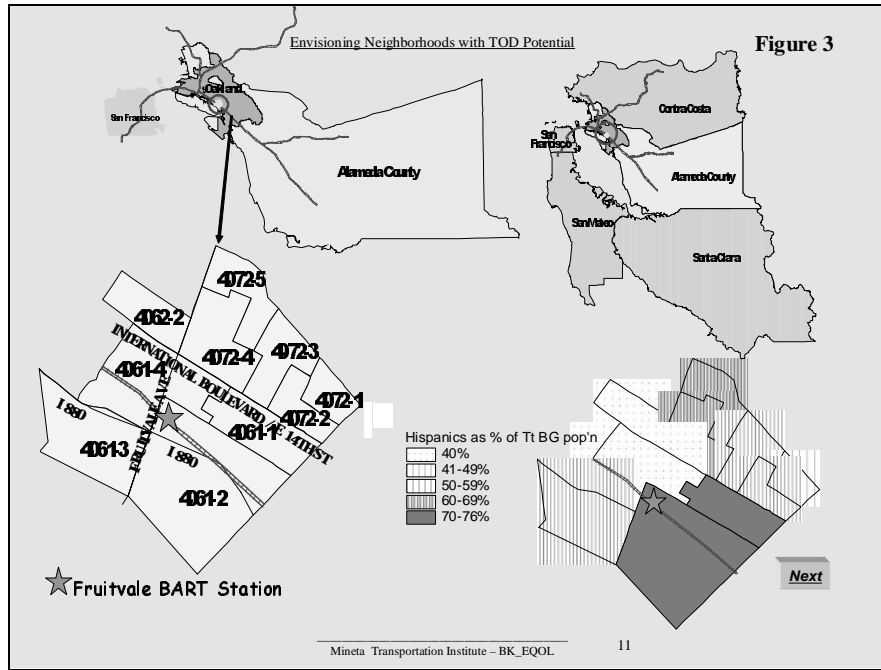 Envisioning Neighborhoods with TOD Potential
Figure 3
Oakland
San Francisco
Alameda County
Contra Costa
San
Francisco
Alameda County
San Mateo
Santa Clara
4072-5
4062-2
4072-3
4072-4
4061-4
4072-1
4072-2
4061-1
4061-3
4061-2
INTERNATIONAL BOULEVARD / E 14TH ST
FRUITVALE AVE
I 880
I 880
Fruitvale BART Station
Hispanics as % of Tt BG pop'n
40%
41-49%
50-59%
60-69%
70-76%
Next
Mineta Transportation Institute – BK_EQOL
11